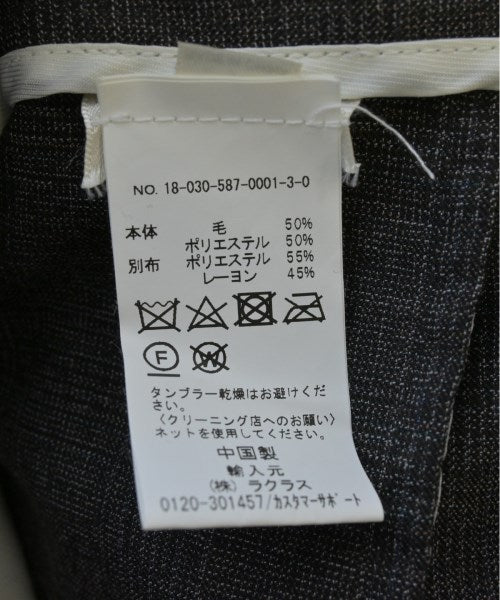 NO. 18-030-587-0001-3-0
本体 毛 50%
ポリエステル 50%
別布 ポリエステル 55%
レーヨン 45%
F
W
タンブラー乾燥はお避けくだ
さい。
〈クリーニング店へのお願い〉
ネットを使用してください。
中国製
輸入元
(株) ラクラス
0120-301457/カスタマーサポート